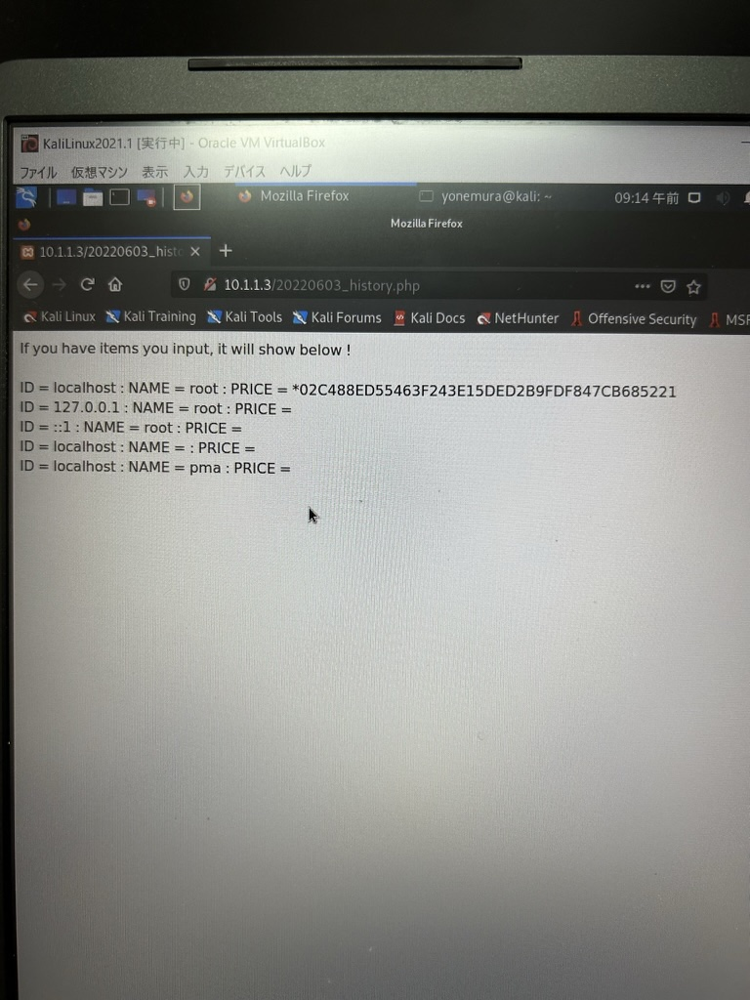 KaliLinux2021.1 [実行中] - Oracle VM VirtualBox
ファイル 仮想マシン 表示 入力 デバイス ヘルプ
Mozilla Firefox yonemura@kali: ~ 09:14 午前
Mozilla Firefox
10.1.1.3/20220603_histo
10.1.1.3/20220603_history.php
Kali Linux Kali Training Kali Tools Kali Forums Kali Docs NetHunter Offensive Security MSF
If you have items you input, it will show below !
ID = localhost : NAME = root : PRICE = *02C488ED55463F243E15DED2B9FDF847CB685221
ID = 127.0.0.1 : NAME = root : PRICE =
ID = ::1 : NAME = root : PRICE =
ID = localhost : NAME = : PRICE =
ID = localhost : NAME = pma : PRICE =